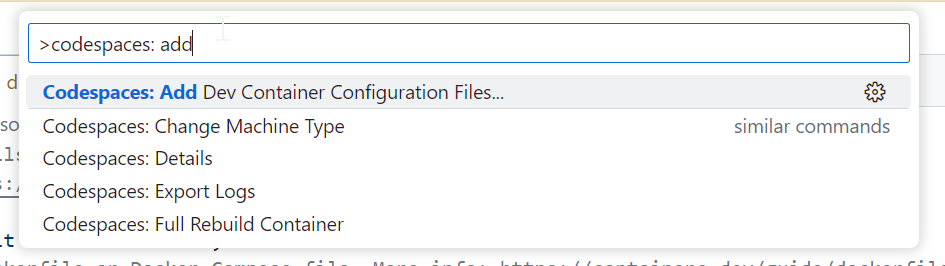 >codespaces: add
Codespaces: Add Dev Container Configuration Files...
Codespaces: Change Machine Type similar commands
Codespaces: Details
Codespaces: Export Logs
Codespaces: Full Rebuild Container